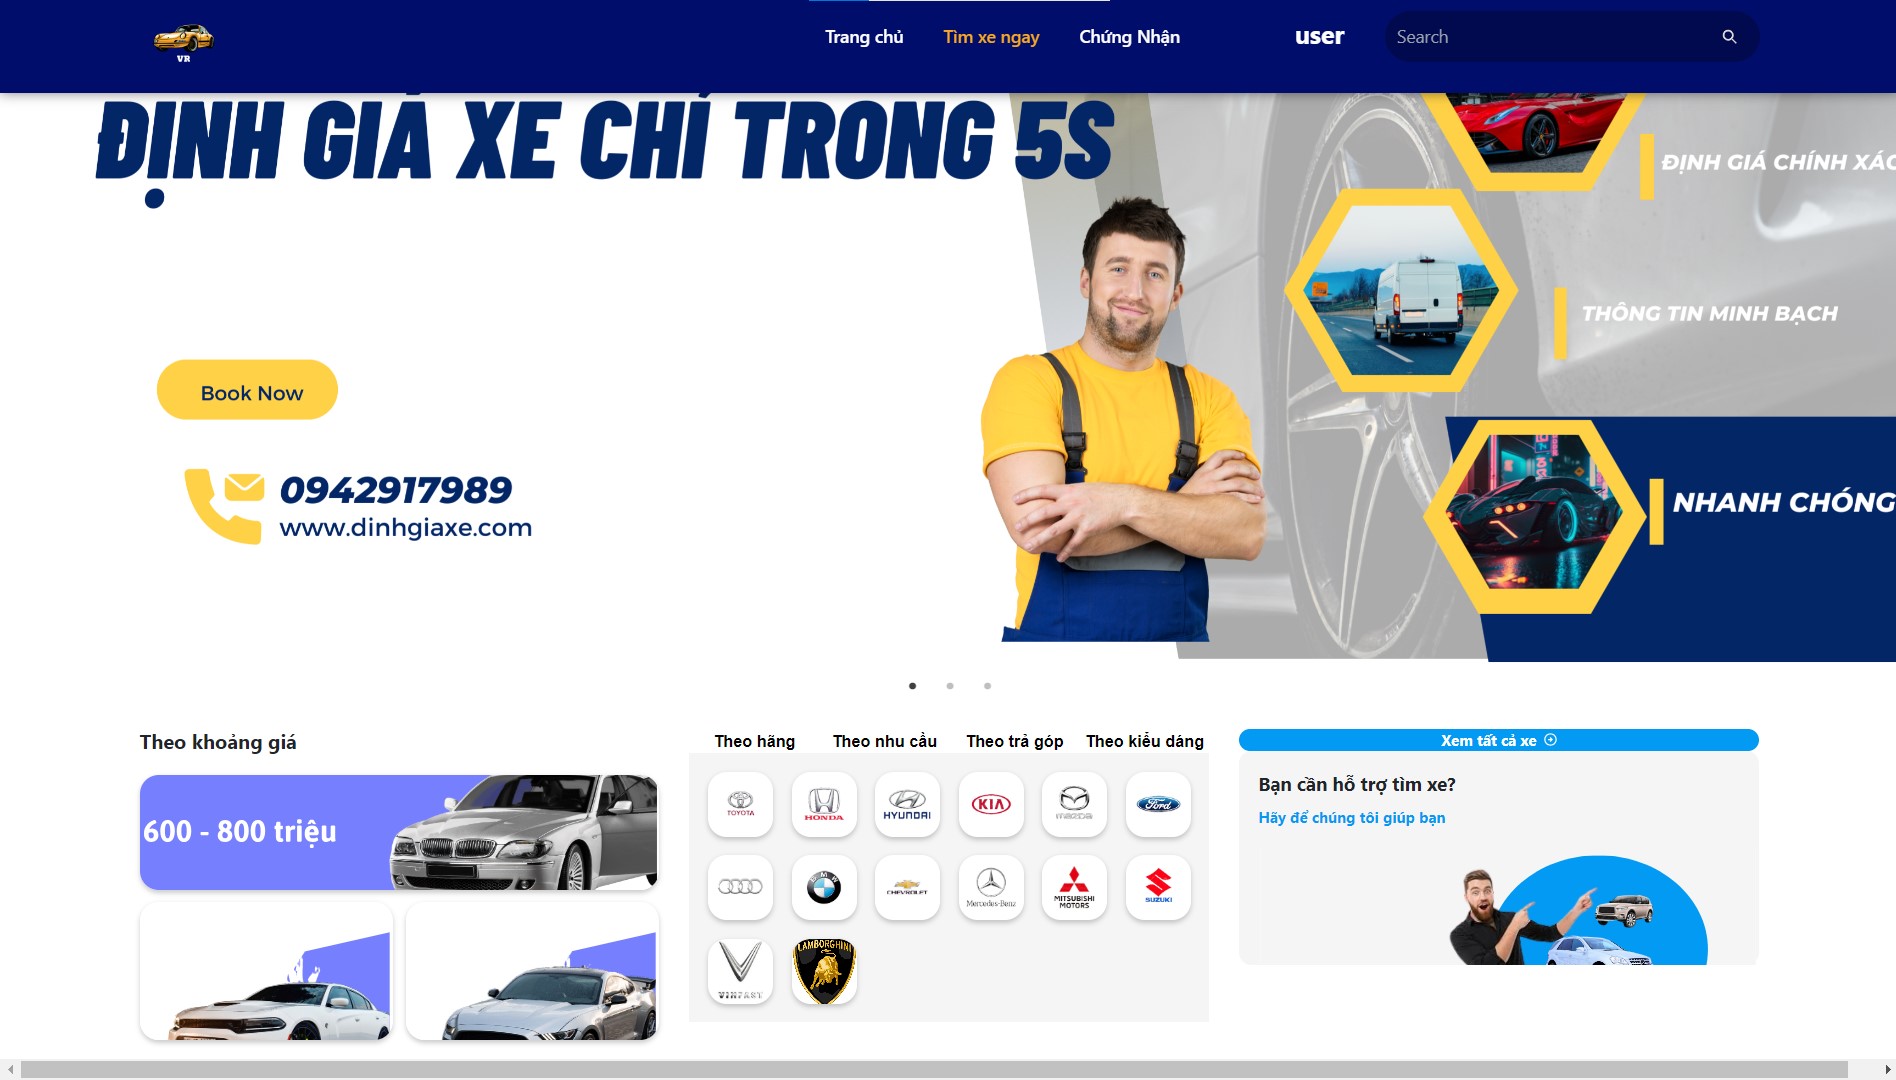 VR
Trang chủ
Tìm xe ngay
Chứng Nhận
user
Search
ĐỊNH GIÁ XE CHỈ TRONG 5S
ĐỊNH GIÁ CHÍNH XÁC
THÔNG TIN MINH BẠCH
NHANH CHÓNG
Book Now
0942917989
www.dinhgiaxe.com
Theo khoảng giá
600 - 800 triệu
Theo hãng
Theo nhu cầu
Theo trả góp
Theo kiểu dáng
TOYOTA
HONDA
HYUNDAI
KIA
mazda
Ford
BMW
CHEVROLET
Mercedes-Benz
MITSUBISHI
MOTORS
SUZUKI
VINFAST
LAMBORGHINI
Xem tất cả xe
Bạn cần hỗ trợ tìm xe?
Hãy để chúng tôi giúp bạn